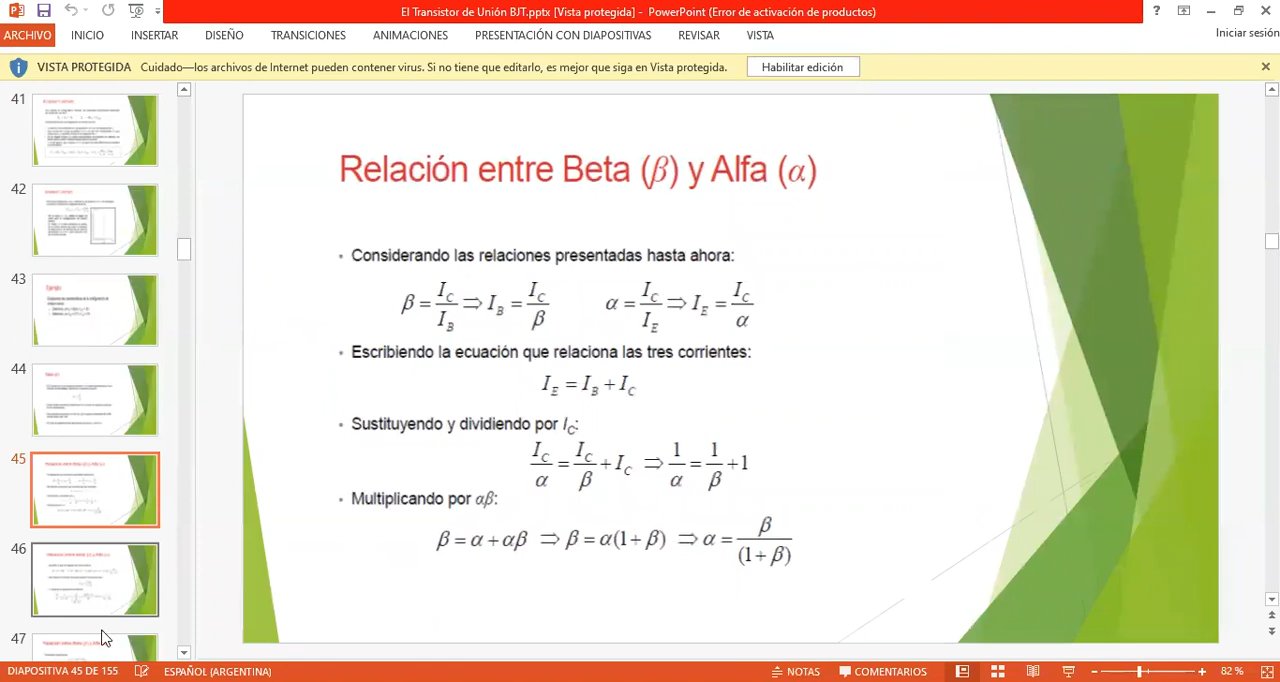 El Transistor de Unión BJT.pptx [Vista protegida] - PowerPoint (Error de activación de productos)
ARCHIVO INICIO INSERTAR DISEÑO TRANSICIONES ANIMACIONES PRESENTACIÓN CON DIAPOSITIVAS REVISAR VISTA Iniciar sesión
VISTA PROTEGIDA Cuidado—los archivos de Internet pueden contener virus. Si no tiene que editarlo, es mejor que siga en Vista protegida. Habilitar edición
41
42
43
44
45
46
47
Relación entre Beta (β) y Alfa (α)
• Considerando las relaciones presentadas hasta ahora:
β = I_C/I_B ⇒ I_B = I_C/β α = I_C/I_E ⇒ I_E = I_C/α
• Escribiendo la ecuación que relaciona las tres corrientes:
I_E = I_B + I_C
• Sustituyendo y dividiendo por I_C:
I_C/α = I_C/β + I_C ⇒ 1/α = 1/β + 1
• Multiplicando por αβ:
β = α + αβ ⇒ β = α(1 + β) ⇒ α = β/(1 + β)
DIAPOSITIVA 45 DE 155 ESPAÑOL (ARGENTINA) NOTAS COMENTARIOS 82 %